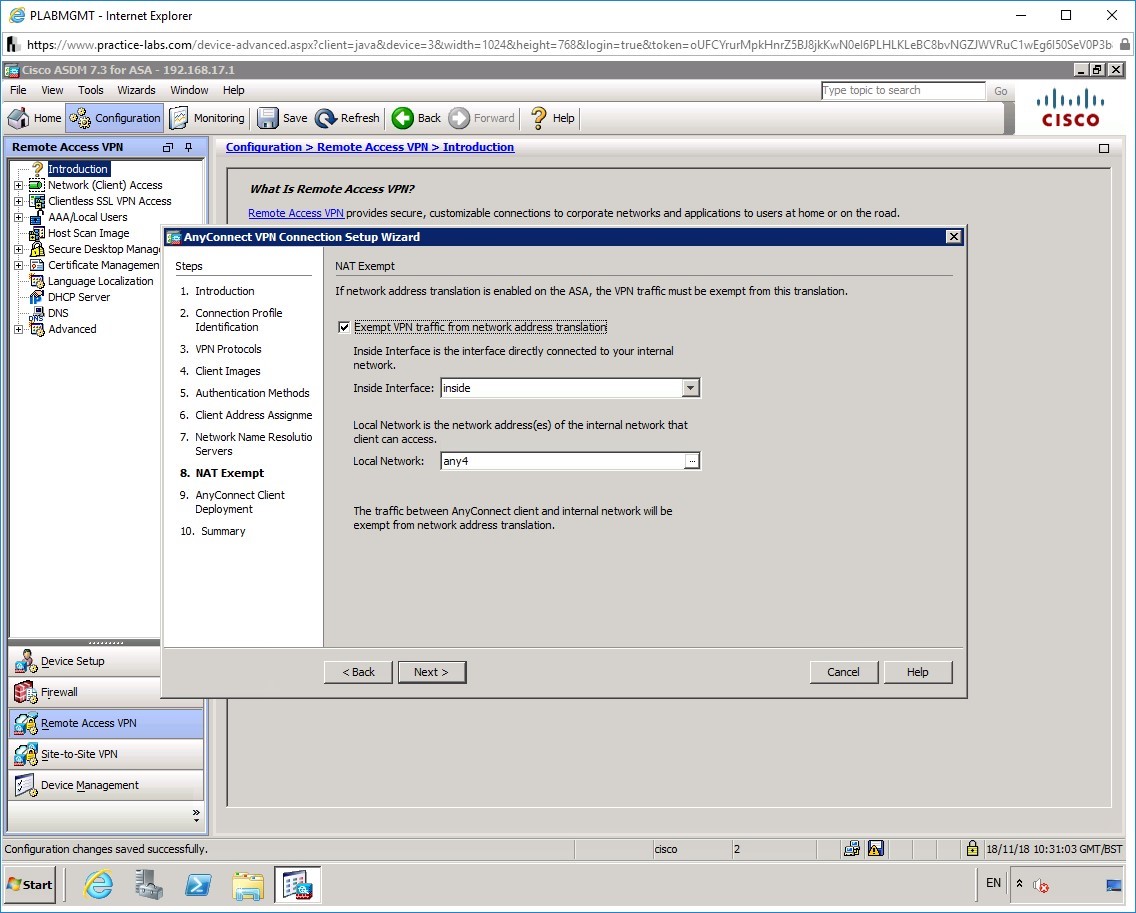 PLABMGMT - Internet Explorer
https://www.practice-labs.com/device-advanced.aspx?client=java&device=3&width=1024&height=768&login=true&token=oUFCYrurMpkHnrZ5BJ8jkKwN0el6PLHLKLeBC8bvNGZJWVRuC1wEg6I50SeV0P3b
Cisco ASDM 7.3 for ASA - 192.168.17.1
File View Tools Wizards Window Help
Type topic to search
Go
Home Configuration Monitoring Save Refresh Back Forward Help
CISCO
Remote Access VPN
Introduction
Network (Client) Access
Clientless SSL VPN Access
AAA/Local Users
Host Scan Image
Secure Desktop Manag
Certificate Managemen
Language Localization
DHCP Server
DNS
Advanced
Configuration > Remote Access VPN > Introduction
What Is Remote Access VPN?
Remote Access VPN provides secure, customizable connections to corporate networks and applications to users at home or on the road.
AnyConnect VPN Connection Setup Wizard
Steps
1. Introduction
2. Connection Profile
Identification
3. VPN Protocols
4. Client Images
5. Authentication Methods
6. Client Address Assignme
7. Network Name Resolutio
Servers
8. NAT Exempt
9. AnyConnect Client
Deployment
10. Summary
NAT Exempt
If network address translation is enabled on the ASA, the VPN traffic must be exempt from this translation.
Exempt VPN traffic from network address translation
Inside Interface is the interface directly connected to your internal
network.
Inside Interface: inside
Local Network is the network address(es) of the internal network that
client can access.
Local Network: any4 ...
The traffic between AnyConnect client and internal network will be
exempt from network address translation.
< Back Next > Cancel Help
Device Setup
Firewall
Remote Access VPN
Site-to-Site VPN
Device Management
Configuration changes saved successfully.
cisco
2
18/11/18 10:31:03 GMT/BST
Start
EN